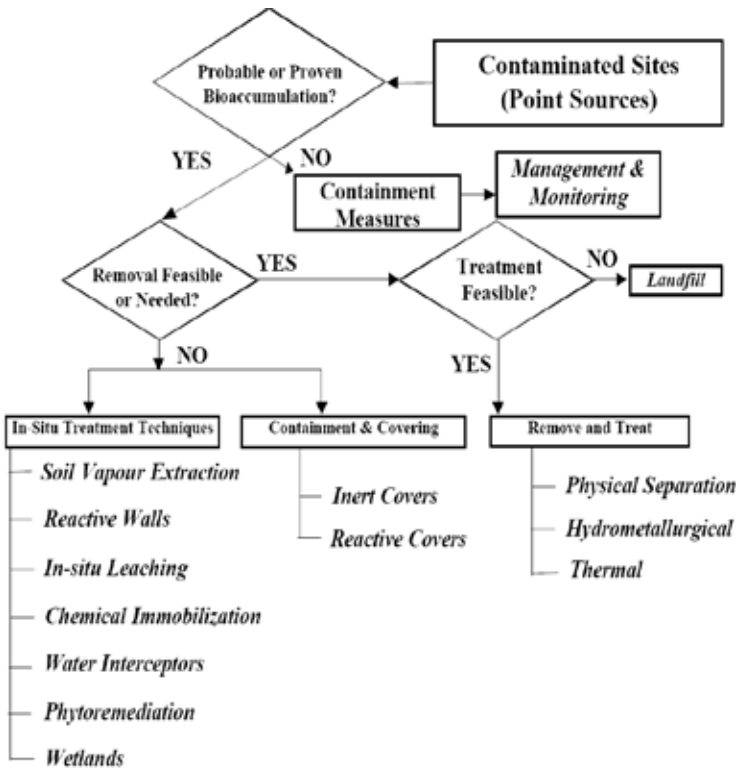 Contaminated Sites
(Point Sources)
Probable or Proven
Bioaccumulation?
YES
NO
Containment
Measures
Management &
Monitoring
Removal Feasible
or Needed?
YES
Treatment
Feasible?
NO
Landfill
NO
YES
In-Situ Treatment Techniques
Soil Vapour Extraction
Reactive Walls
In-situ Leaching
Chemical Immobilization
Water Interceptors
Phytoremediation
Wetlands
Containment & Covering
Inert Covers
Reactive Covers
Remove and Treat
Physical Separation
Hydrometallurgical
Thermal